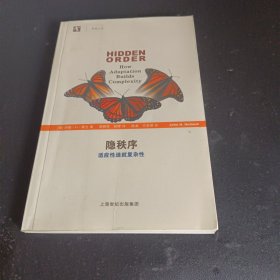 HIDDEN
ORDER
How
Adaptation
Builds
Complexity
隐秩序
适应性造就复杂性
上海世纪出版集团